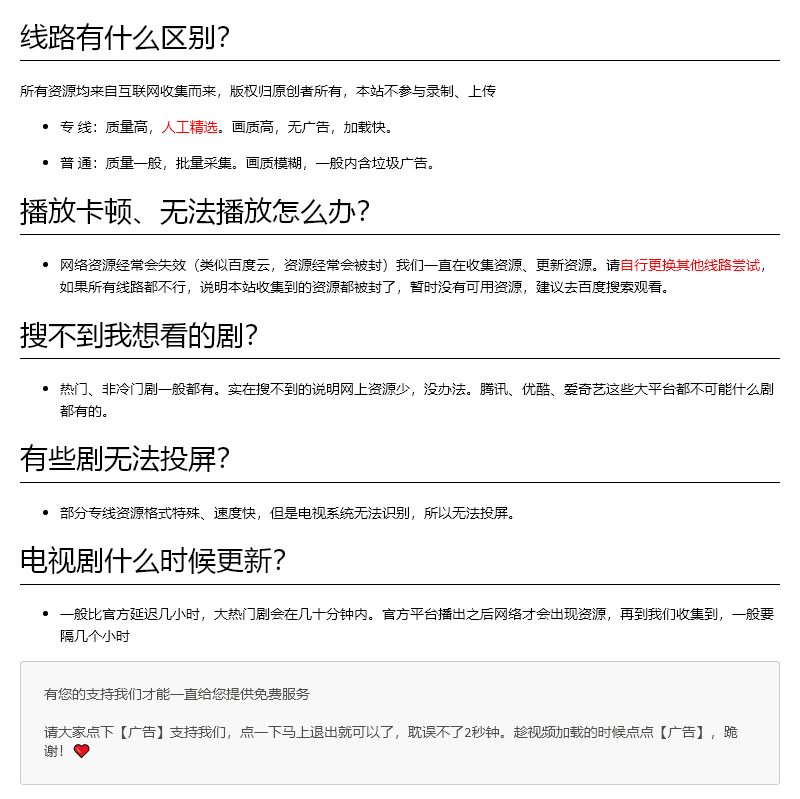 线路有什么区别？
所有资源均来自互联网收集而来，版权归原创者所有，本站不参与录制、上传
专 线：质量高，人工精选。画质高，无广告，加载快。
普 通：质量一般，批量采集。画质模糊，一般内含垃圾广告。
播放卡顿、无法播放怎么办？
网络资源经常会失效（类似百度云，资源经常会被封）我们一直在收集资源、更新资源。请自行更换其他线路尝试，
如果所有线路都不行，说明本站收集到的资源都被封了，暂时没有可用资源，建议去百度搜索观看。
搜不到我想看的剧？
热门、非冷门剧一般都有。实在搜不到的说明网上资源少，没办法。腾讯、优酷、爱奇艺这些大平台都不可能什么剧
都有的。
有些剧无法投屏？
部分专线资源格式特殊、速度快，但是电视系统无法识别，所以无法投屏。
电视剧什么时候更新？
一般比官方延迟几小时，大热门剧会在几十分钟内。官方平台播出之后网络才会出现资源，再到我们收集到，一般要
隔几个小时
有您的支持我们才能一直给您提供免费服务
请大家点下【广告】支持我们，点一下马上退出就可以了，耽误不了2秒钟。趁视频加载的时候点点【广告】，跪
谢！❤